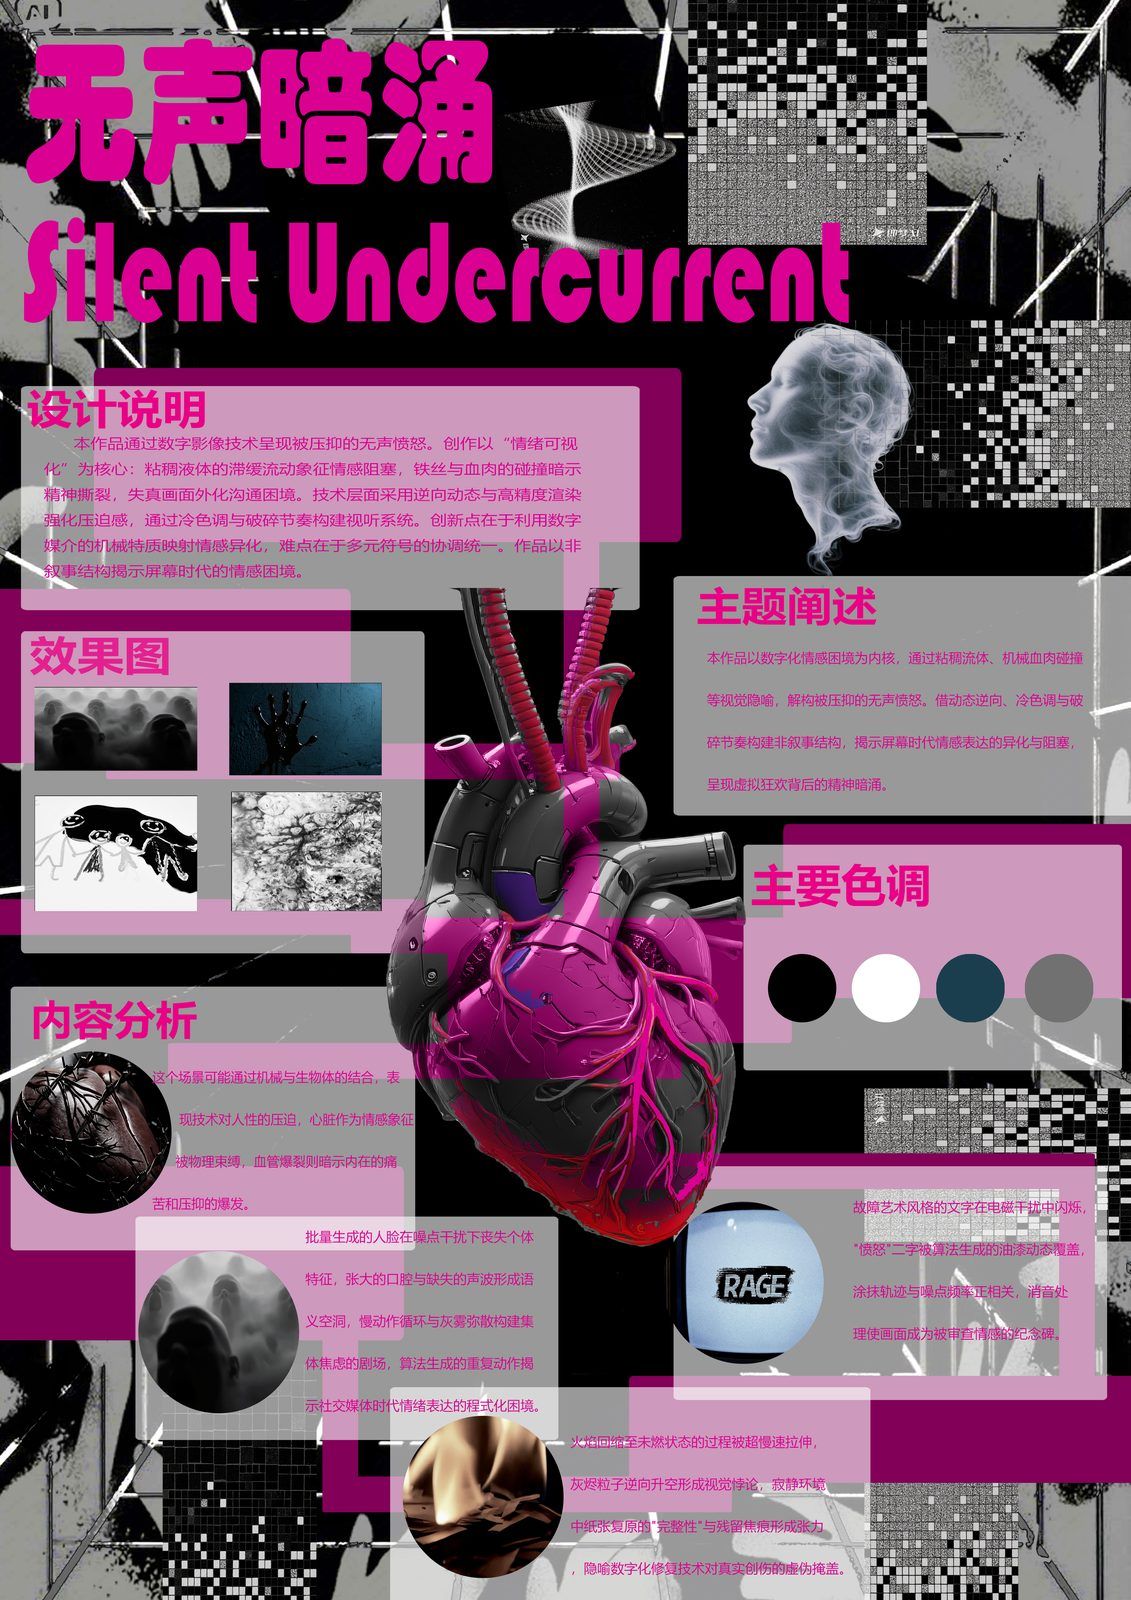 无声暗涌
Silent Undercurrent
设计说明
本作品通过数字影像技术呈现被压抑的无声愤怒。创作以“情绪可视
化”为核心：粘稠液体的滞缓流动象征情感阻塞，铁丝与血肉的碰撞暗示
精神撕裂，失真画面外化沟通困境。技术层面采用逆向动态与高精度渲染
强化压迫感，通过冷色调与破碎节奏构建视听系统。创新点在于利用数字
媒介的机械特质映射情感异化，难点在于多元符号的协调统一。作品以非
叙事结构揭示屏幕时代的情感困境。
效果图
主题阐述
本作品以数字化情感困境为内核，通过粘稠流体、机械血肉碰撞
等视觉隐喻，解构被压抑的无声愤怒。借动态逆向、冷色调与破
碎节奏构建非叙事结构，揭示屏幕时代情感表达的异化与阻塞，
呈现虚拟狂欢背后的精神暗涌。
主要色调
内容分析
这个场景可能通过机械与生物体的结合，表
现技术对人性的压迫，心脏作为情感象征
被物理束缚，血管爆裂则暗示内在的痛
苦和压抑的爆发。
批量生成的人脸在噪点干扰下丧失个体
特征，张大的口腔与缺失的声波形成语
义空洞，慢动作循环与灰雾弥散构建集
体焦虑的剧场，算法生成的重复动作揭
示社交媒体时代情绪表达的程式化困境。
RAGE
故障艺术风格的文字在电磁干扰中闪烁，
"愤怒"二字被算法生成的油漆动态覆盖，
涂抹轨迹与噪点频率正相关，消音处
理使画面成为被审查情感的纪念碑。
火焰回缩至未燃状态的过程被超慢速拉伸，
灰烬粒子逆向升空形成视觉悖论，寂静环境
中纸张复原的"完整性"与残留焦痕形成张力
，隐喻数字化修复技术对真实创伤的虚伪掩盖。